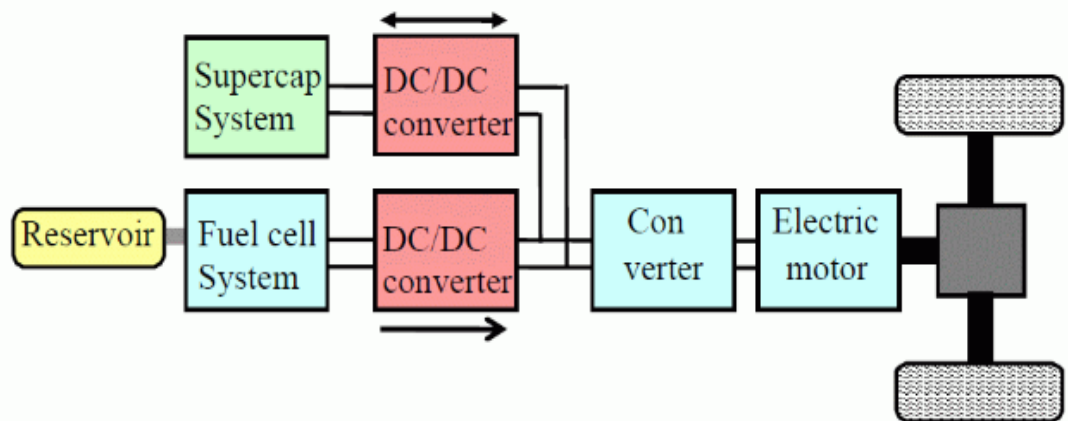 Supercap
System
DC/DC
converter
Reservoir
Fuel cell
System
DC/DC
converter
Con
verter
Electric
motor